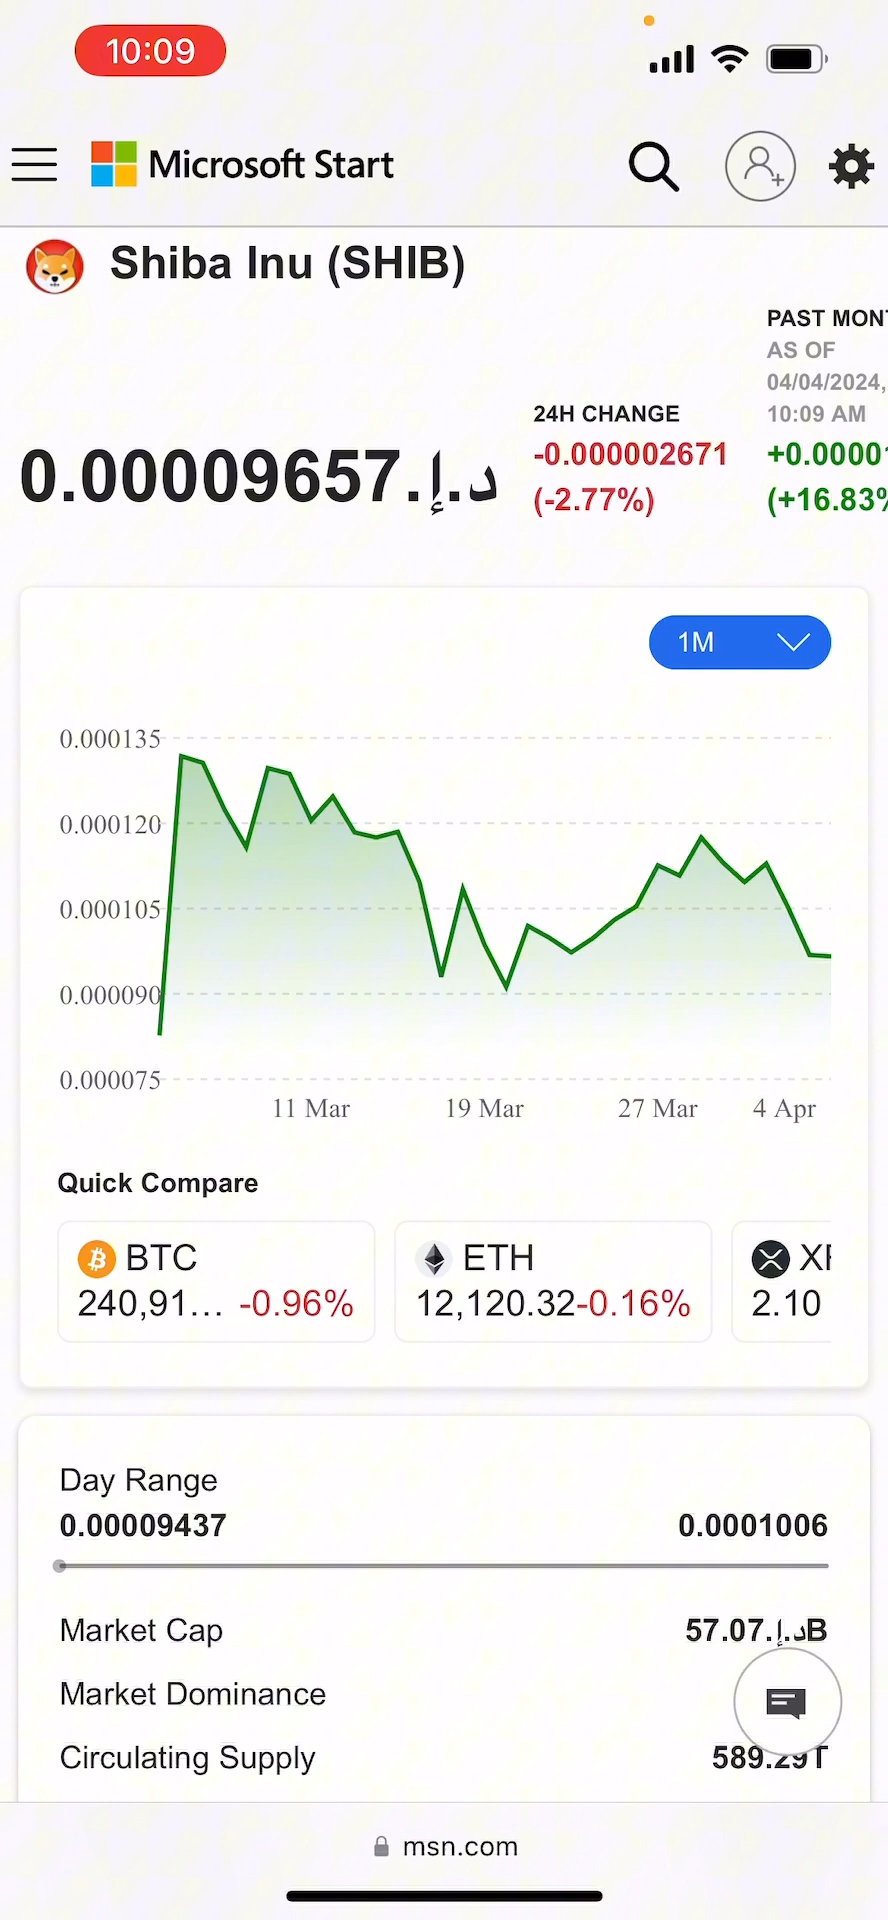 10:09
Microsoft Start
Shiba Inu (SHIB)
PAST MON
AS OF
04/04/2024,
10:09 AM
24H CHANGE
-0.000002671
(-2.77%)
+0.0000
(+16.83%
0.00009657د.إ.
1M
0.000135
0.000120
0.000105
0.000090
0.000075
11 Mar
19 Mar
27 Mar
4 Apr
Quick Compare
BTC
240,91... -0.96%
ETH
12,120.32 -0.16%
2.10
Day Range
0.00009437
0.0001006
Market Cap
57.07د.إ.B
Market Dominance
Circulating Supply
589.29T
msn.com